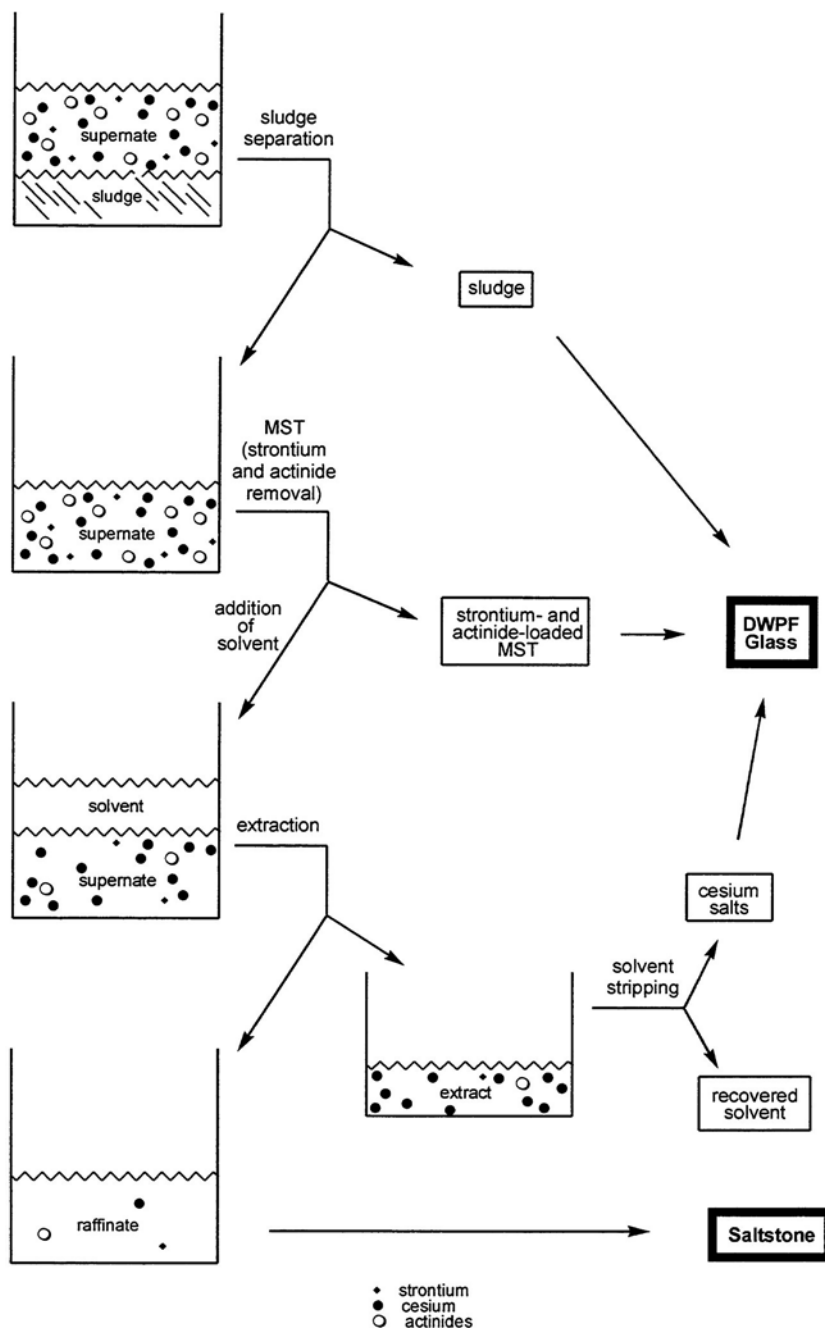 supernate
sludge
sludge
separation
sludge
MST
(strontium
and actinide
removal)
supernate
addition
of
solvent
strontium- and
actinide-loaded
MST
DWPF
Glass
solvent
supernate
extraction
cesium
salts
solvent
stripping
extract
recovered
solvent
raffinate
Saltstone
strontium
cesium
actinides